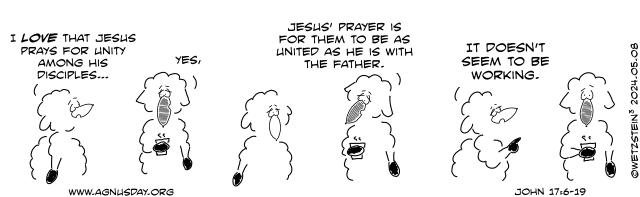 I LOVE THAT JESUS
PRAYS FOR UNITY
AMONG HIS
DISCIPLES...
YES,
JESUS' PRAYER IS
FOR THEM TO BE AS
UNITED AS HE IS WITH
THE FATHER.
IT DOESN'T
SEEM TO BE
WORKING.
WWW.AGNUSDAY.ORG
JOHN 17:6-19
©WETZSTEIN³ 2024.05.08